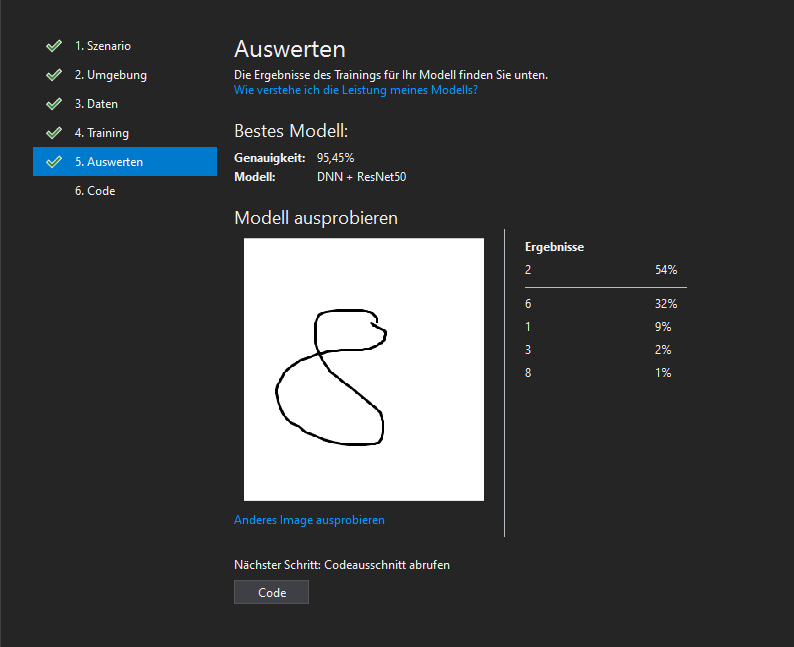 1. Szenario
2. Umgebung
3. Daten
4. Training
5. Auswerten
6. Code
Auswerten
Die Ergebnisse des Trainings für Ihr Modell finden Sie unten.
Wie verstehe ich die Leistung meines Modells?
Bestes Modell:
Genauigkeit: 95,45%
Modell: DNN + ResNet50
Modell ausprobieren
8
Ergebnisse
2 54%
6 32%
1 9%
3 2%
8 1%
Anderes Image ausprobieren
Nächster Schritt: Codeausschnitt abrufen
Code